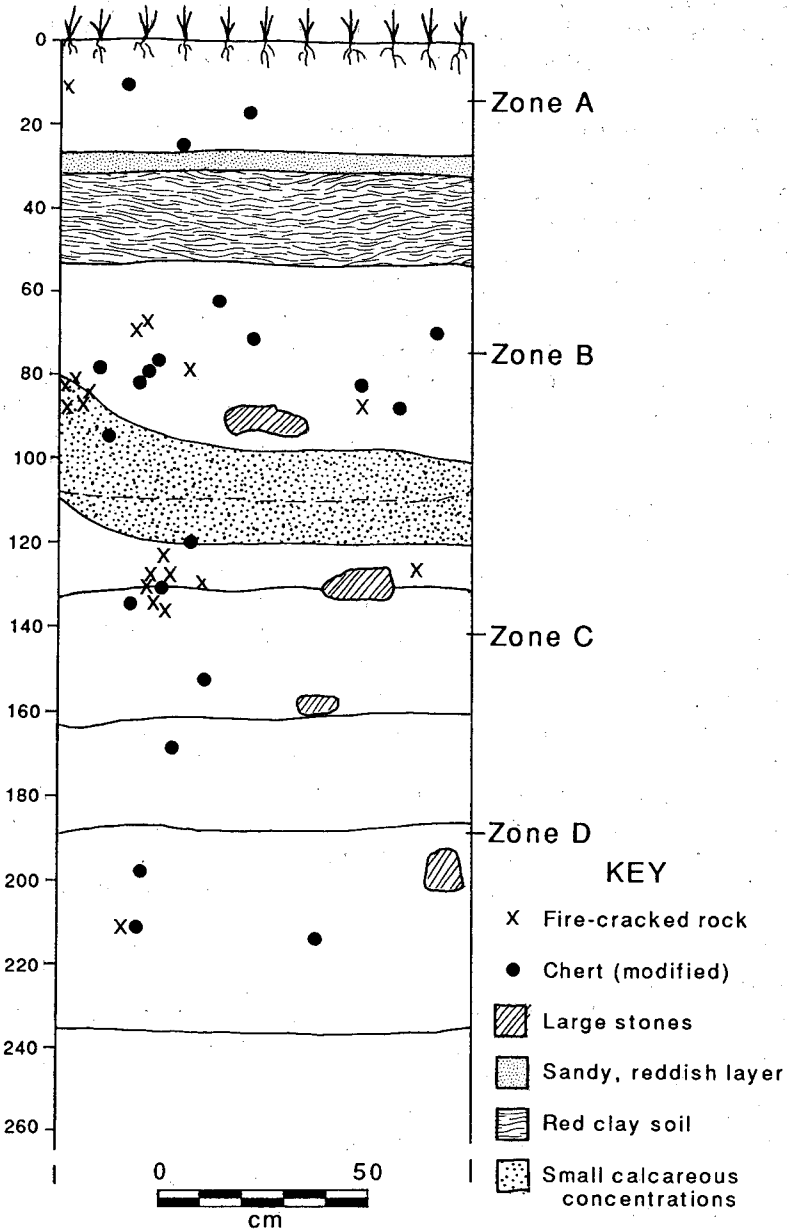 0
20
40
60
80
100
120
140
160
180
200
220
240
260
Zone A
Zone B
Zone C
Zone D
KEY
X Fire-cracked rock
Chert (modified)
Large stones
Sandy, reddish layer
Red clay soil
Small calcareous
concentrations
0 50
cm